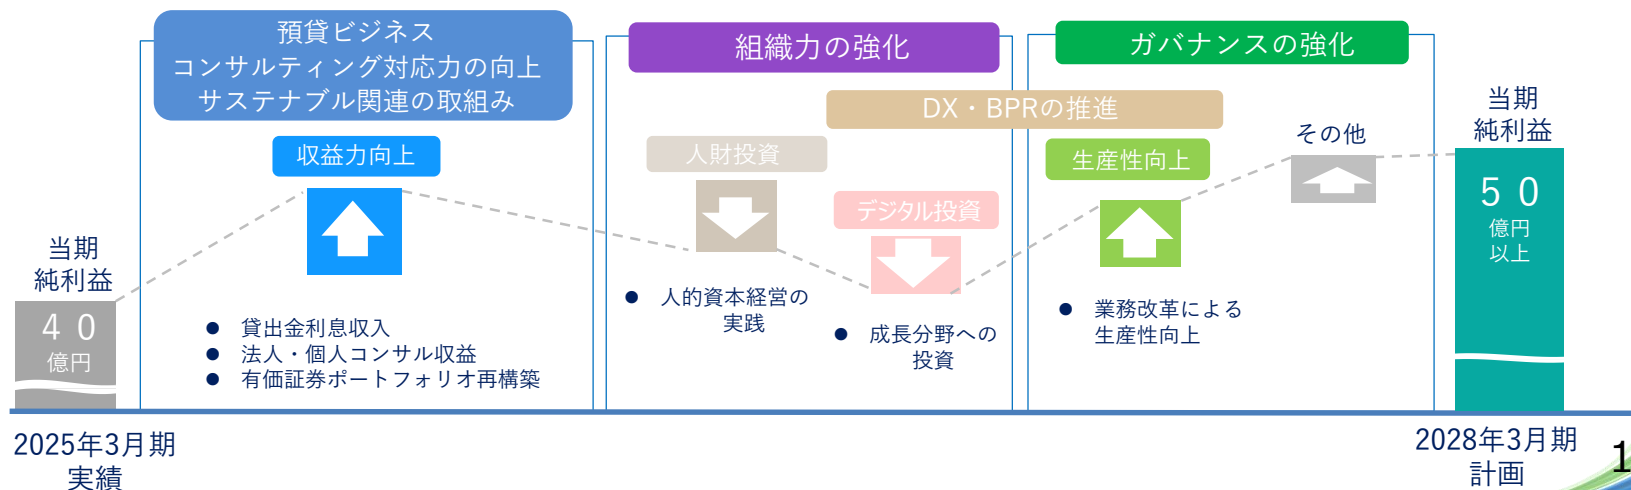 預貸ビジネス
コンサルティング対応力の向上
サステナブル関連の取組み
組織力の強化
ガバナンスの強化
DX・BPRの推進
収益力向上
人財投資
デジタル投資
生産性向上
その他
当期
純利益
40
億円
当期
純利益
50
億円
以上
● 貸出金利息収入
● 法人・個人コンサル収益
● 有価証券ポートフォリオ再構築
● 人的資本経営の
実践
● 成長分野への
投資
● 業務改革による
生産性向上
2025年3月期
実績
2028年3月期
計画
1